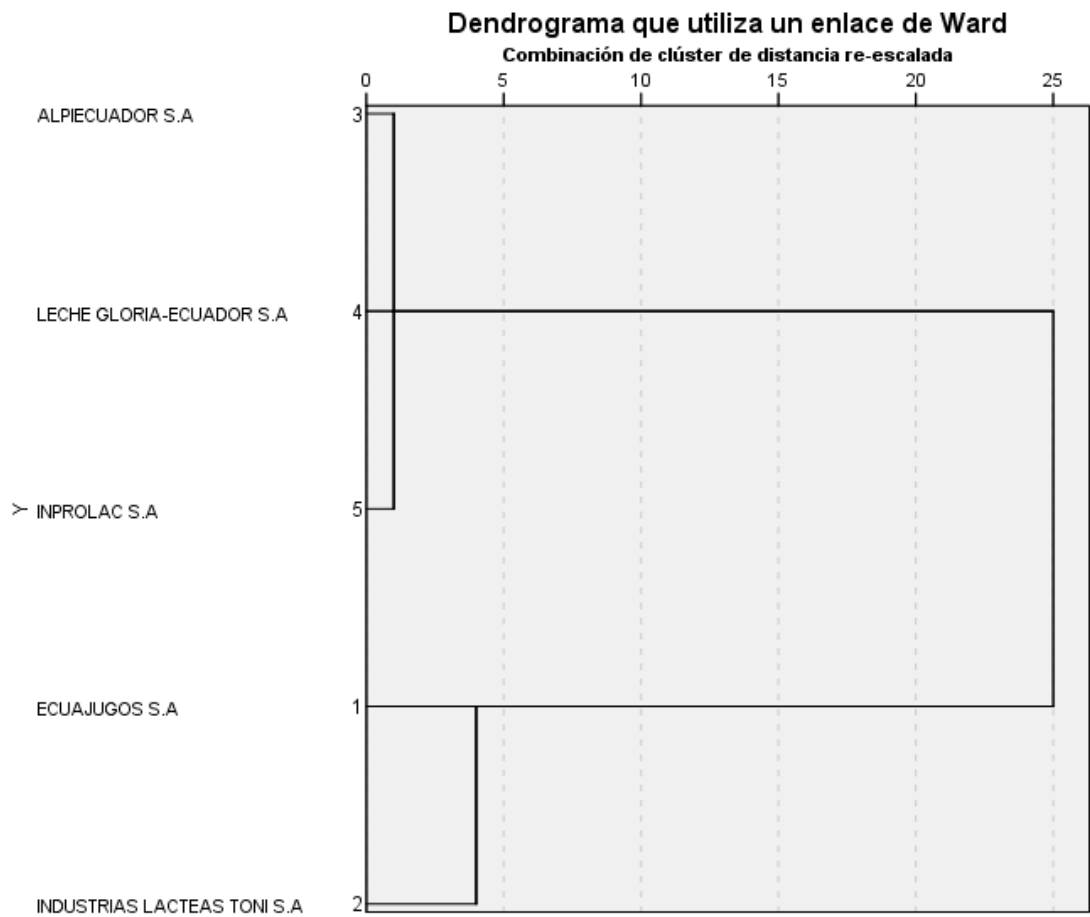 Dendrograma que utiliza un enlace de Ward
Combinación de clúster de distancia re-escalada
0 5 10 15 20 25
ALPIECUADOR S.A 3
LECHE GLORIA-ECUADOR S.A 4
Y
INPROLAC S.A 5
ECUAJUGOS S.A 1
INDUSTRIAS LACTEAS TONI S.A 2